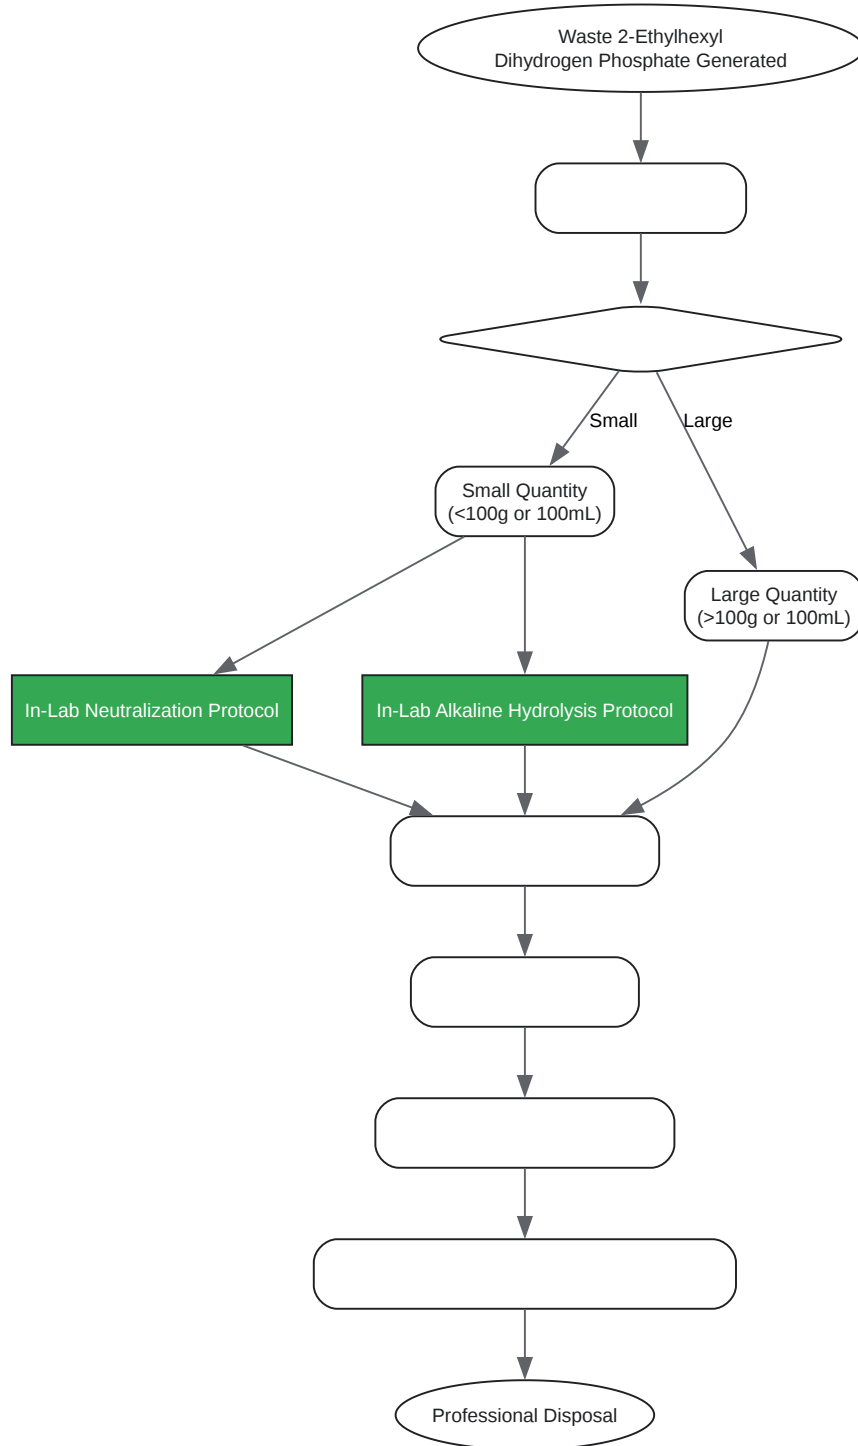 Waste 2-Ethylhexyl
Dihydrogen Phosphate Generated
Small
Large
Small Quantity
(<100g or 100mL)
Large Quantity
(>100g or 100mL)
In-Lab Neutralization Protocol
In-Lab Alkaline Hydrolysis Protocol
Professional Disposal